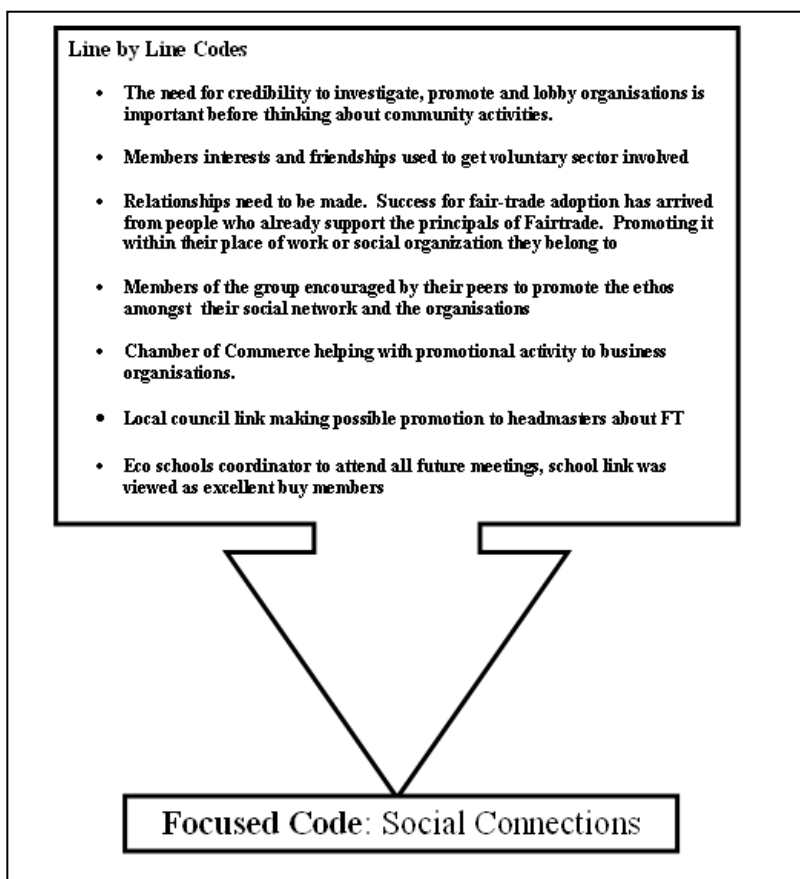 Line by Line Codes
• The need for credibility to investigate, promote and lobby organisations is
important before thinking about community activities.
• Members interests and friendships used to get voluntary sector involved
• Relationships need to be made.  Success for fair-trade adoption has arrived
from people who already support the principals of Fairtrade.  Promoting it
within their place of work or social organization they belong to
• Members of the group encouraged by their peers to promote the ethos
amongst  their social network and the organisations
• Chamber of Commerce helping with promotional activity to business
organisations.
• Local council link making possible promotion to headmasters about FT
• Eco schools coordinator to attend all future meetings, school link was
viewed as excellent buy members
Focused Code: Social Connections